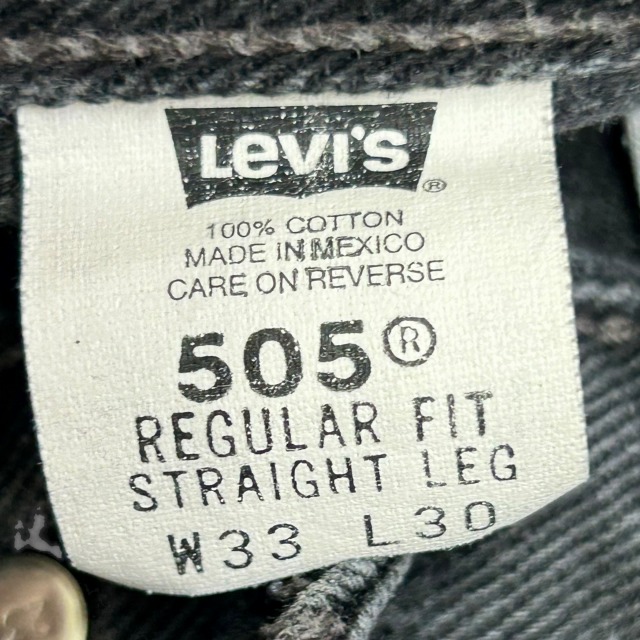 LEVI'S®
100% COTTON
MADE IN MEXICO
CARE ON REVERSE
505®
REGULAR FIT
STRAIGHT LEG
W33 L30